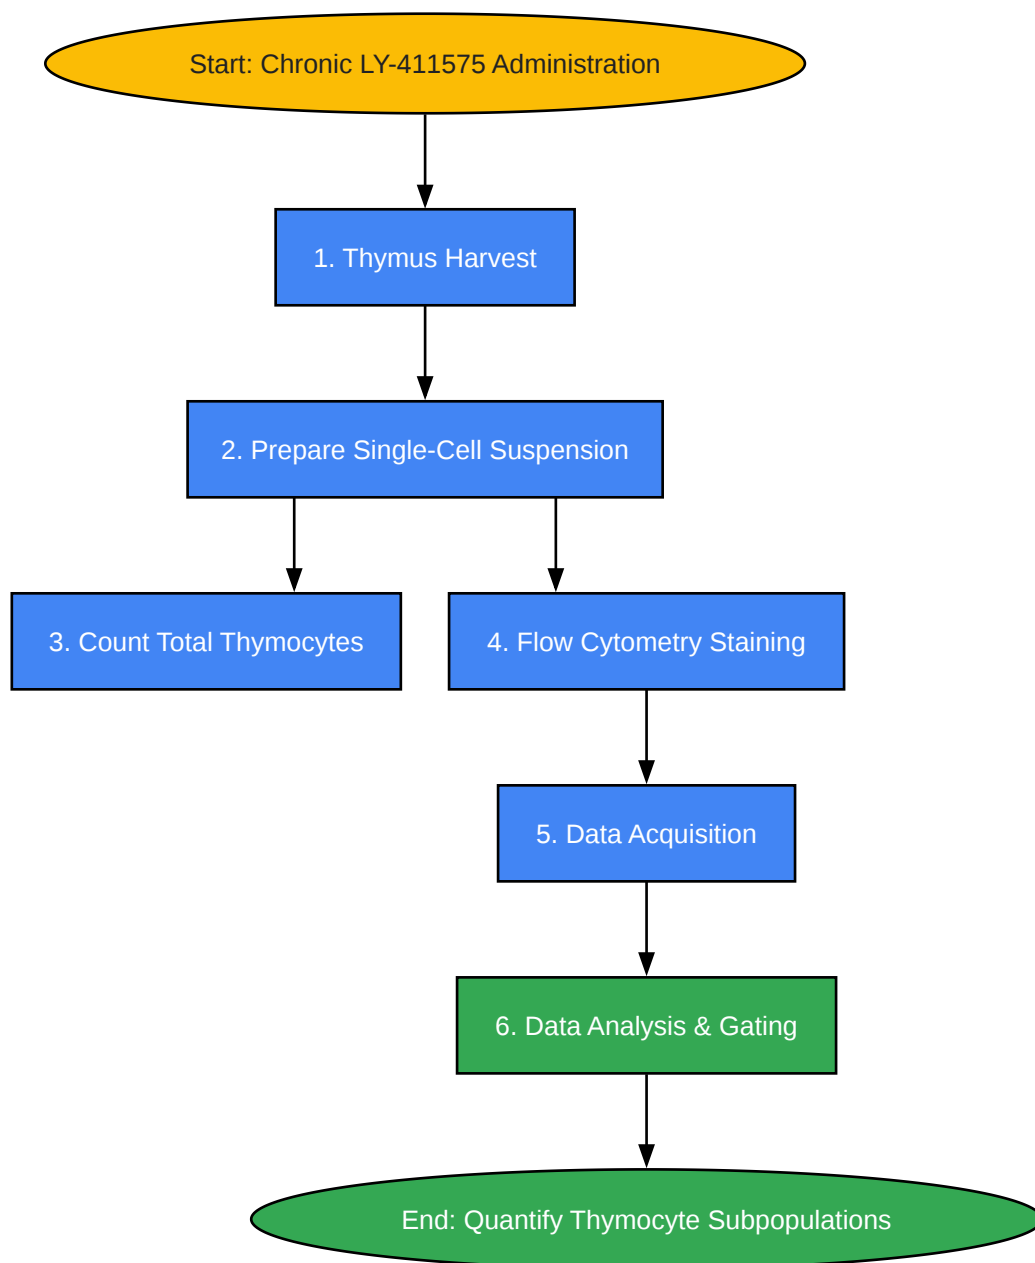 Start: Chronic LY-411575 Administration
1. Thymus Harvest
2. Prepare Single-Cell Suspension
3. Count Total Thymocytes
4. Flow Cytometry Staining
5. Data Acquisition
6. Data Analysis & Gating
End: Quantify Thymocyte Subpopulations